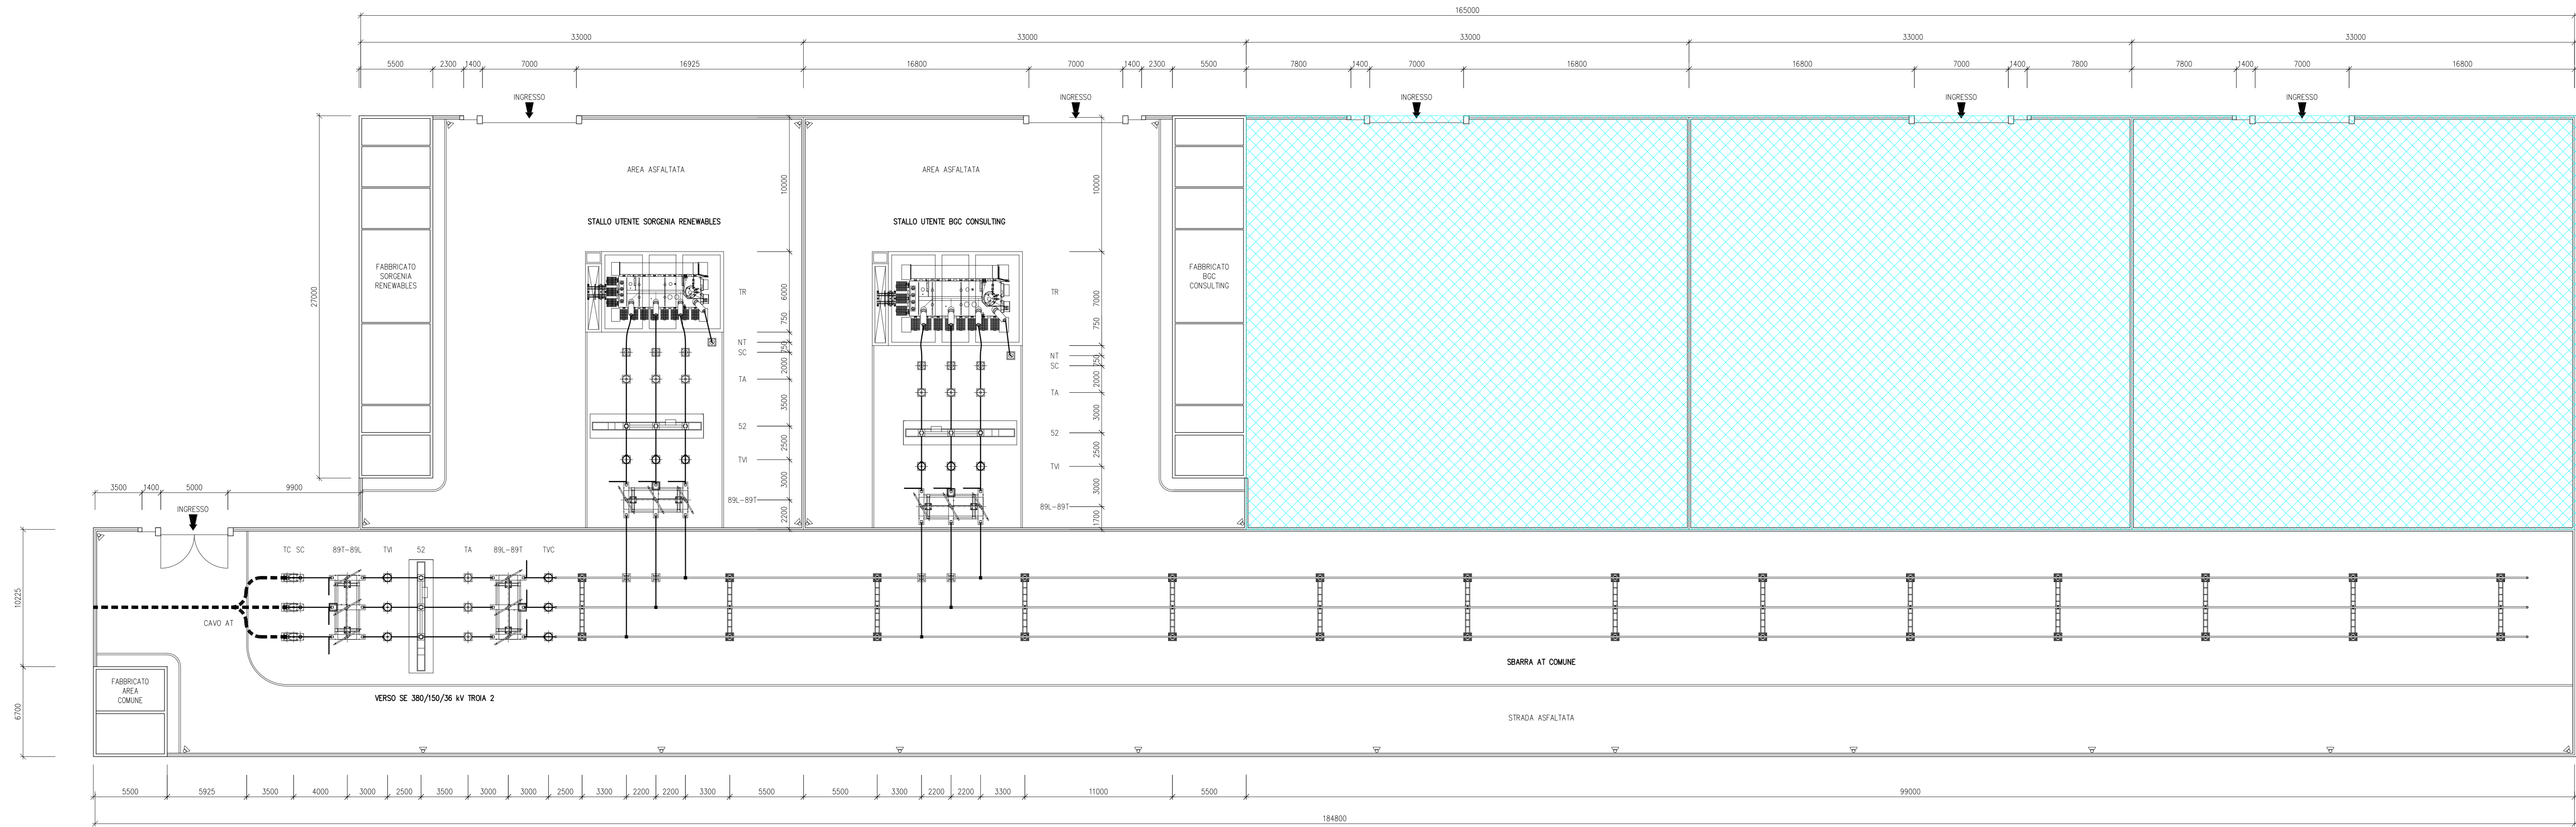 165000
33000 33000 33000 33000 33000
5500 2300 1400 7000 16925 16800 7000 1400 2300 5500 7800 1400 7000 16800 16800 7000 1400 7800 7800 1400 7000 16800
INGRESSO INGRESSO INGRESSO INGRESSO INGRESSO
AREA ASFALTATA
AREA ASFALTATA
STALLO UTENTE SORGENIA RENEWABLES
STALLO UTENTE BGC CONSULTING
FABBRICATO
SORGENIA
RENEWABLES
FABBRICATO
BGC
CONSULTING
27000
TR
NT
SC
TA
52
TVI
89L-89T
10000
6000
750
750
2000
3500
2500
3000
2200
TR
NT
SC
TA
52
TVI
89L-89T
10000
7000
750
750
2000
3000
2500
3000
1700
3500 1400 5000 9900
INGRESSO
TC SC 89T-89L TVI 52 TA 89L-89T TVC
10225
CAVO AT
6700
FABBRICATO
AREA
COMUNE
VERSO SE 380/150/36 kV TROIA 2
SBARRA AT COMUNE
STRADA ASFALTATA
5500 5925 3500 4000 3000 2500 3500 3000 3000 2500 3300 2200 2200 3300 5500 5500 3300 2200 2200 3300 11000 5500 99000
184800